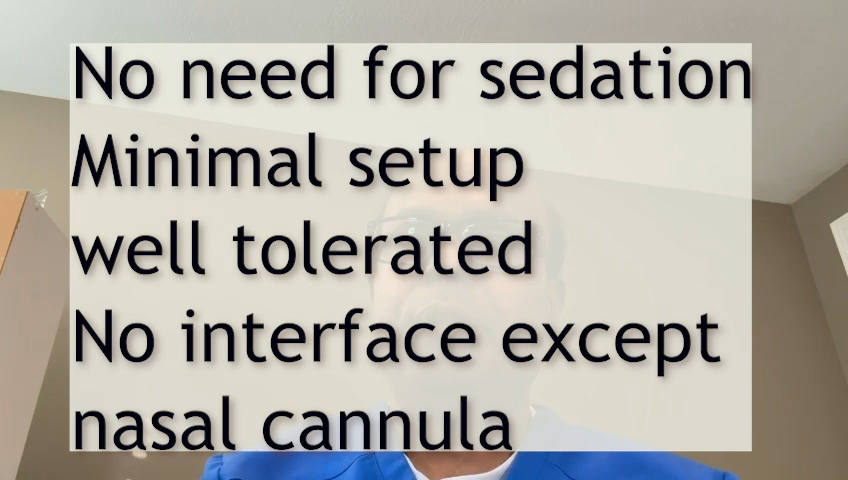 No need for sedation
Minimal setup
well tolerated
No interface except
nasal cannula